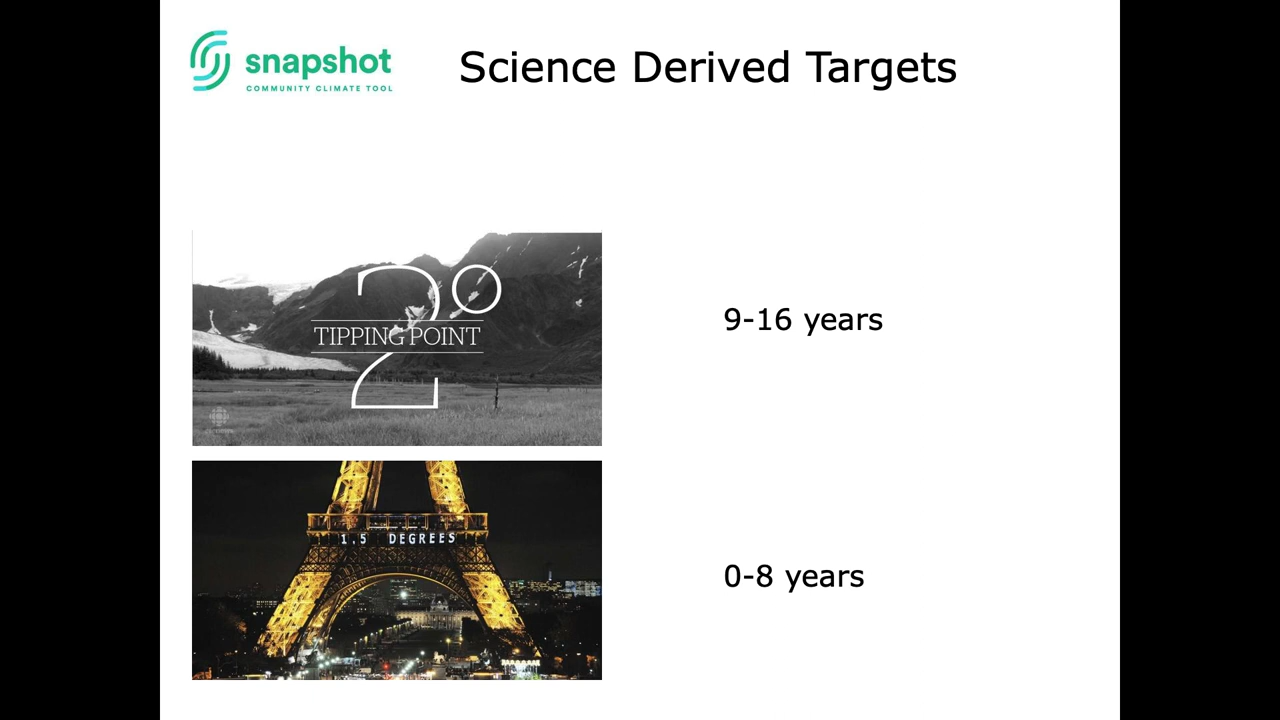 snapshot
COMMUNITY CLIMATE TOOL
Science Derived Targets
2°
TIPPING POINT
9-16 years
1.5 DEGREES
0-8 years